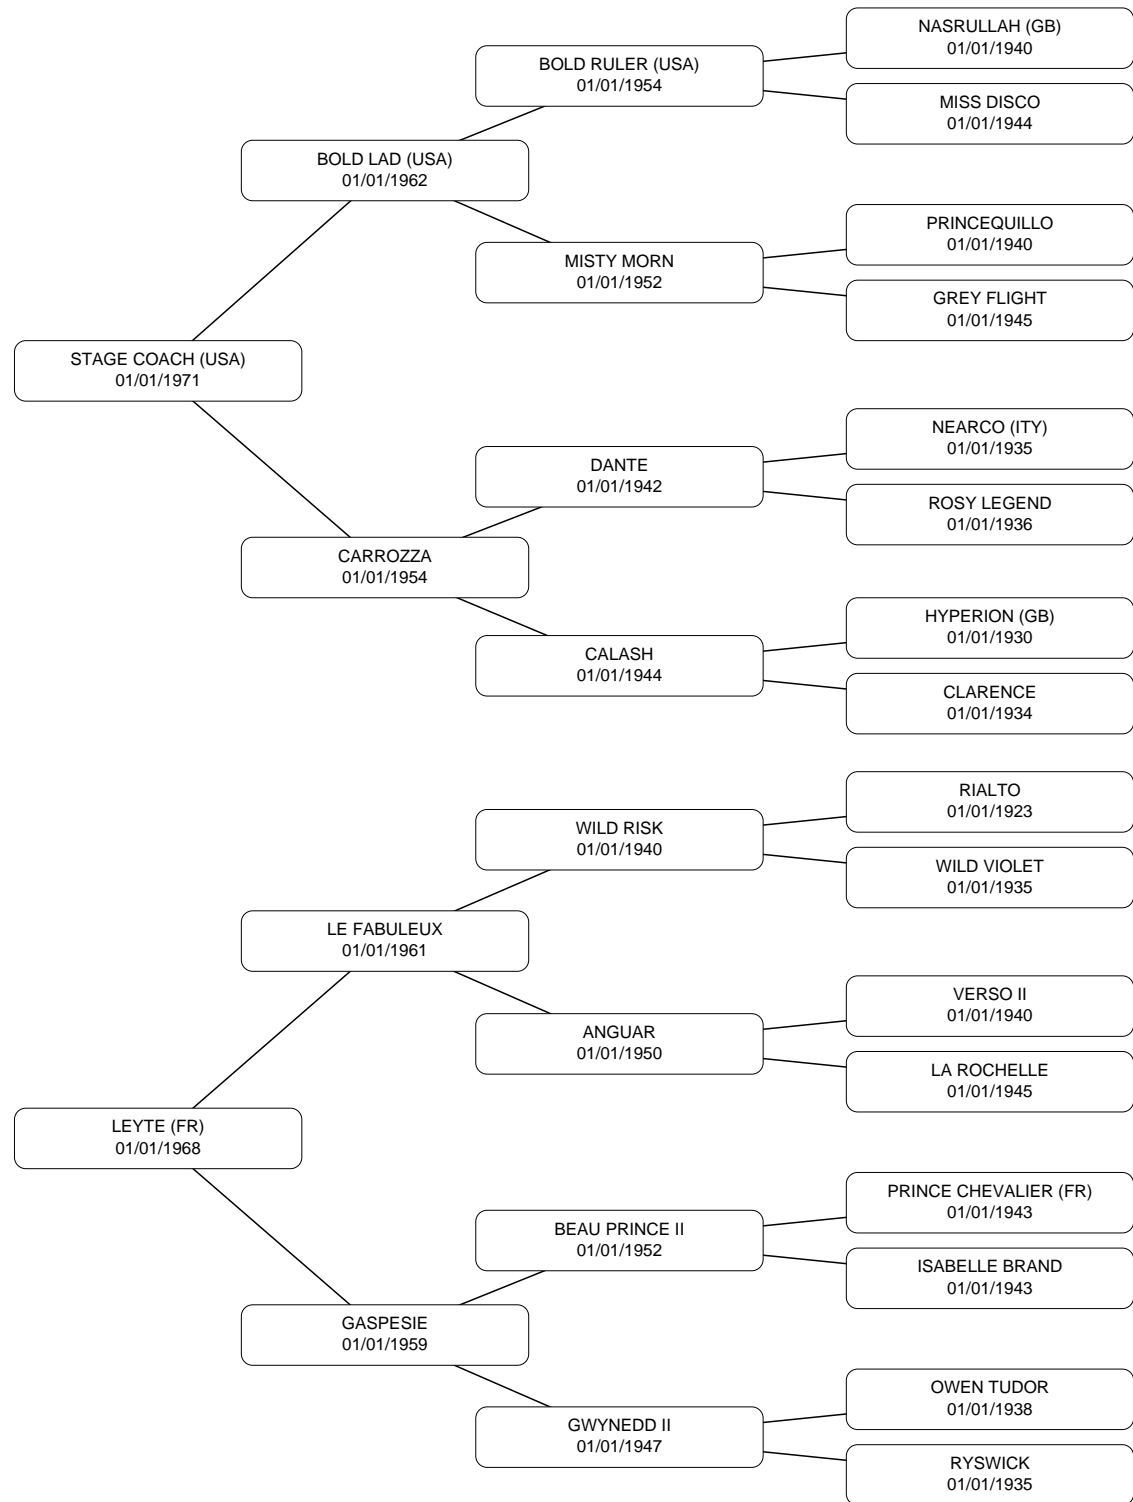 NASRULLAH (GB)
01/01/1940
BOLD RULER (USA)
01/01/1954
MISS DISCO
01/01/1944
BOLD LAD (USA)
01/01/1962
PRINCEQUILLO
01/01/1940
MISTY MORN
01/01/1952
GREY FLIGHT
01/01/1945
STAGE COACH (USA)
01/01/1971
NEARCO (ITY)
01/01/1935
DANTE
01/01/1942
ROSY LEGEND
01/01/1936
CARROZZA
01/01/1954
HYPERION (GB)
01/01/1930
CALASH
01/01/1944
CLARENCE
01/01/1934
RIALTO
01/01/1923
WILD RISK
01/01/1940
WILD VIOLET
01/01/1935
LE FABULEUX
01/01/1961
VERSO II
01/01/1940
ANGUAR
01/01/1950
LA ROCHELLE
01/01/1945
LEYTE (FR)
01/01/1968
PRINCE CHEVALIER (FR)
01/01/1943
BEAU PRINCE II
01/01/1952
ISABELLE BRAND
01/01/1943
GASPESIE
01/01/1959
OWEN TUDOR
01/01/1938
GWYNEDD II
01/01/1947
RYSWICK
01/01/1935